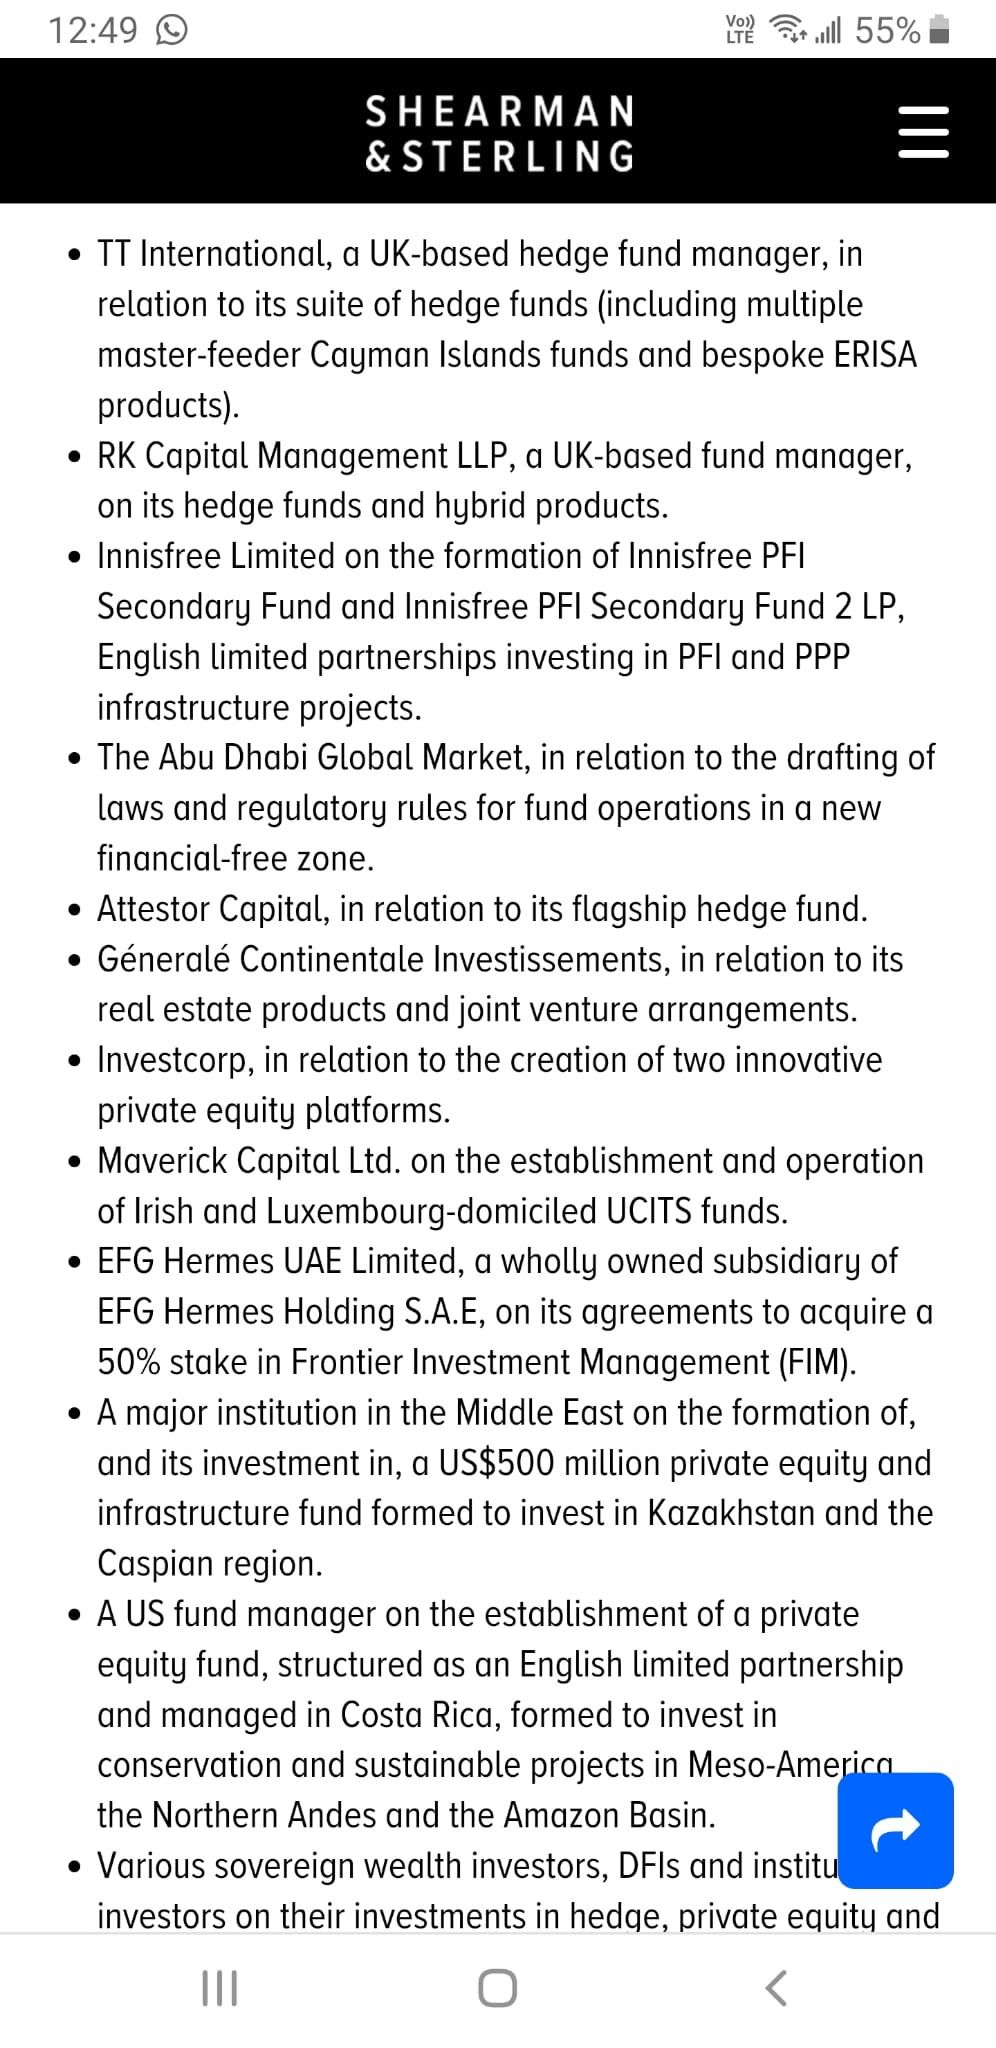 12:49
Vo)) LTE 55%
SHEARMAN
&STERLING
• TT International, a UK-based hedge fund manager, in
relation to its suite of hedge funds (including multiple
master-feeder Cayman Islands funds and bespoke ERISA
products).
• RK Capital Management LLP, a UK-based fund manager,
on its hedge funds and hybrid products.
• Innisfree Limited on the formation of Innisfree PFI
Secondary Fund and Innisfree PFI Secondary Fund 2 LP,
English limited partnerships investing in PFI and PPP
infrastructure projects.
• The Abu Dhabi Global Market, in relation to the drafting of
laws and regulatory rules for fund operations in a new
financial-free zone.
• Attestor Capital, in relation to its flagship hedge fund.
• Géneralé Continentale Investissements, in relation to its
real estate products and joint venture arrangements.
• Investcorp, in relation to the creation of two innovative
private equity platforms.
• Maverick Capital Ltd. on the establishment and operation
of Irish and Luxembourg-domiciled UCITS funds.
• EFG Hermes UAE Limited, a wholly owned subsidiary of
EFG Hermes Holding S.A.E, on its agreements to acquire a
50% stake in Frontier Investment Management (FIM).
• A major institution in the Middle East on the formation of,
and its investment in, a US$500 million private equity and
infrastructure fund formed to invest in Kazakhstan and the
Caspian region.
• A US fund manager on the establishment of a private
equity fund, structured as an English limited partnership
and managed in Costa Rica, formed to invest in
conservation and sustainable projects in Meso-America
the Northern Andes and the Amazon Basin.
• Various sovereign wealth investors, DFIs and institu
investors on their investments in hedge, private equity and